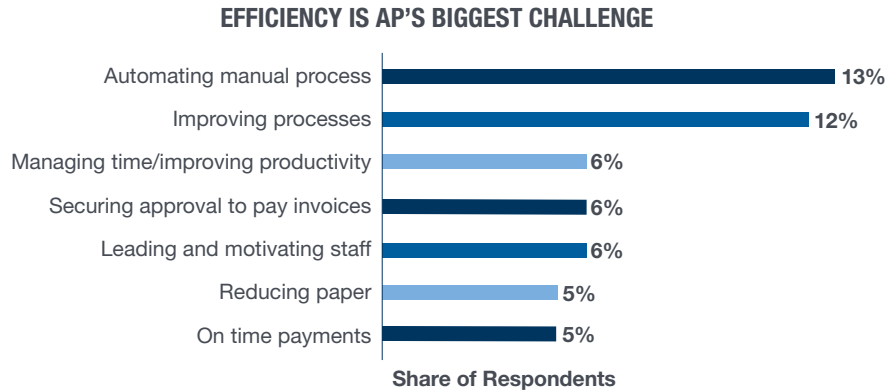 EFFICIENCY IS AP'S BIGGEST CHALLENGE
Automating manual process 13%
Improving processes 12%
Managing time/improving productivity 6%
Securing approval to pay invoices 6%
Leading and motivating staff 6%
Reducing paper 5%
On time payments 5%
Share of Respondents